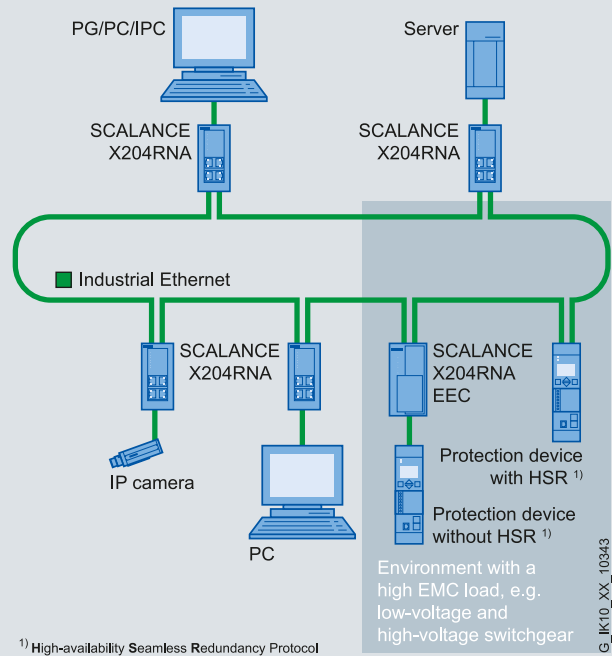 PG/PC/IPC
Server
SCALANCE
X204RNA
SCALANCE
X204RNA
Industrial Ethernet
SCALANCE
X204RNA
SCALANCE
X204RNA
EEC
IP camera
PC
Protection device
with HSR 1)
Protection device
without HSR 1)
Environment with a
high EMC load, e.g.
low-voltage and
high-voltage switchgear
1) High-availability Seamless Redundancy Protocol
G_IK10_XX_10343